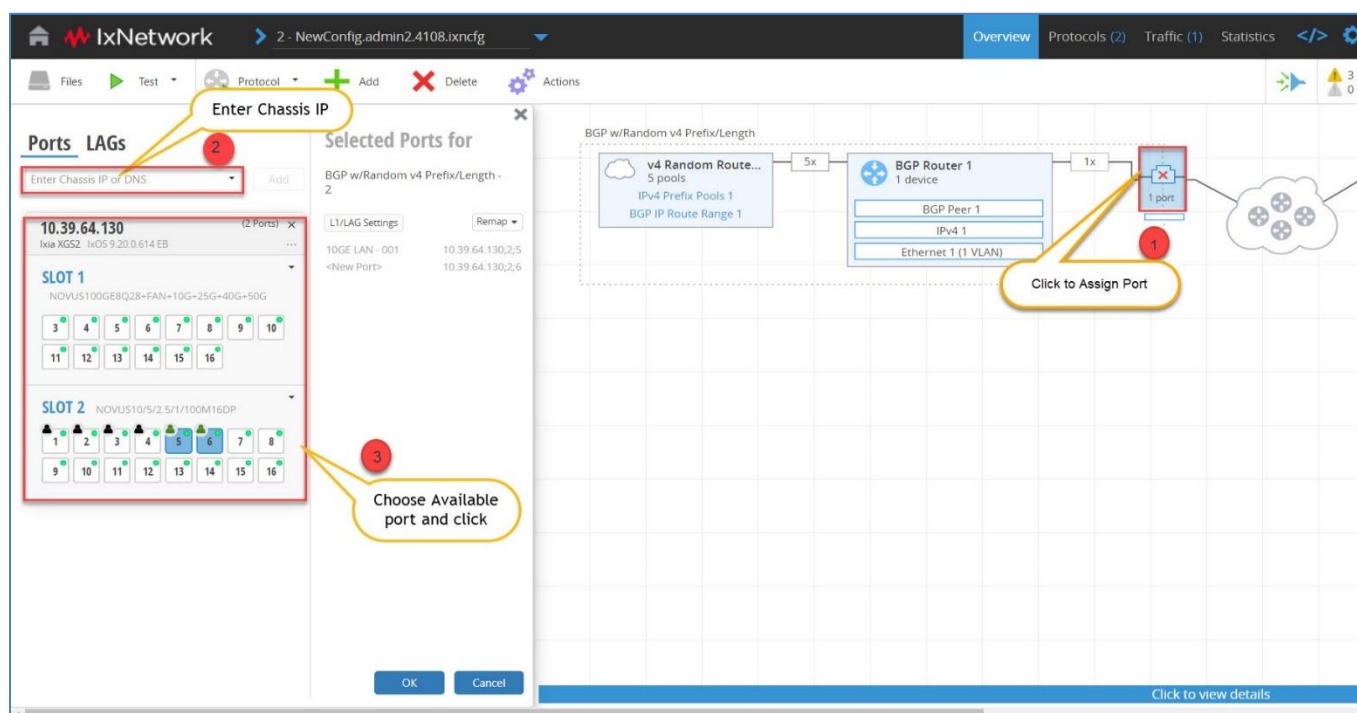 IxNetwork
2 - NewConfig.admin2.4108.ixncfg
Overview
Protocols (2)
Traffic (1)
Statistics
</>
Files
Test
Protocol
Add
Delete
Actions
3
0
Enter Chassis IP
Ports LAGs
2
Enter Chassis IP or DNS
Add
10.39.64.130 (2 Ports) ×
Ixia XGS2 IxOS 9.20.0.614 EB ...
SLOT 1
NOVUS100GE8Q28+FAN+10G+25G+40G+50G
3 4 5 6 7 8 9 10
11 12 13 14 15 16
SLOT 2 NOVUS10/5/2.5/1/100M16DP
1 2 3 4 5 6 7 8
9 10 11 12 13 14 15 16
Selected Ports for
BGP w/Random v4 Prefix/Length -
2
L1/LAG Settings
Remap
10GE LAN - 001 10.39.64.130;2;5
<New Port> 10.39.64.130;2;6
3
Choose Available
port and click
OK
Cancel
BGP w/Random v4 Prefix/Length
v4 Random Route...
5 pools
IPv4 Prefix Pools 1
BGP IP Route Range 1
5x
BGP Router 1
1 device
BGP Peer 1
IPv4 1
Ethernet 1 (1 VLAN)
1x
1 port
1
Click to Assign Port
Click to view details